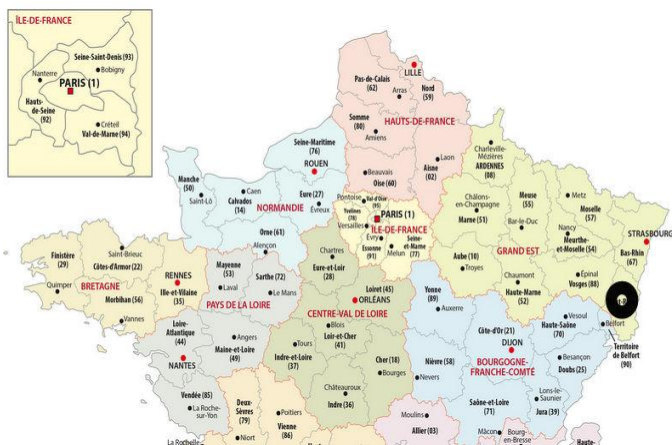 ÎLE-DE-FRANCE
Seine-Saint-Denis (93)
Nanterre
Bobigny
PARIS (1)
Hauts-
de-Seine
(92)
Créteil
Val-de-Marne (94)
LILLE
Pas-de-Calais
(62)
Arras
Nord
(59)
Somme
(80)
HAUTS-DE-FRANCE
Amiens
Seine-Maritime
(76)
ROUEN
Beauvais
Oise (60)
Laon
Aisne
(02)
Charleville-
Mézières
ARDENNES
(08)
Manche
(50)
Saint-Lô
Caen
Calvados
(14)
Eure (27)
Évreux
NORMANDIE
Orne (61)
Alençon
Pontoise
Val-d'Oise
(95)
Yvelines
(78)
PARIS (1)
Versailles
ÎLE-DE-FRANCE
Évry
Essonne
(91)
Melun
Seine-
et-Marne
(77)
Châlons-
en-Champagne
Marne (51)
Meuse
(55)
Bar-le-Duc
Metz
Moselle
(57)
Nancy
Meurthe-
et-Moselle (54)
STRASBOURG
Bas-Rhin
(67)
GRAND EST
Aube (10)
Troyes
Chaumont
Haute-Marne
(52)
Épinal
Vosges (88)
Finistère
(29)
Quimper
Saint-Brieuc
Côtes-d'Armor (22)
BRETAGNE
Morbihan (56)
Vannes
RENNES
Ille-et-Vilaine
(35)
Mayenne
(53)
Laval
Sarthe (72)
Le Mans
PAYS DE LA LOIRE
Loire-
Atlantique
(44)
NANTES
Angers
Maine-et-Loire
(49)
Vendée (85)
La Roche-
sur-Yon
Chartres
Eure-et-Loir
(28)
Loiret (45)
ORLÉANS
CENTRE-VAL DE LOIRE
Blois
Loir-et-Cher
(41)
Tours
Indre-et-Loire
(37)
Cher (18)
Bourges
Châteauroux
Indre (36)
Yonne
(89)
Auxerre
Côte-d'Or (21)
DIJON
Nièvre (58)
Nevers
BOURGOGNE-
FRANCHE-COMTÉ
Haute-Saône
(70)
Vesoul
Belfort
Territoire
de Belfort
(90)
Besançon
Doubs (25)
Lons-le-
Saunier
Jura (39)
Saône-et-Loire
(71)
Mâcon
Bourg-
en-Bresse
Moulins
Allier (03)
Deux-
Sèvres
(79)
Niort
Poitiers
Vienne
(86)
La Rochelle
Haute-